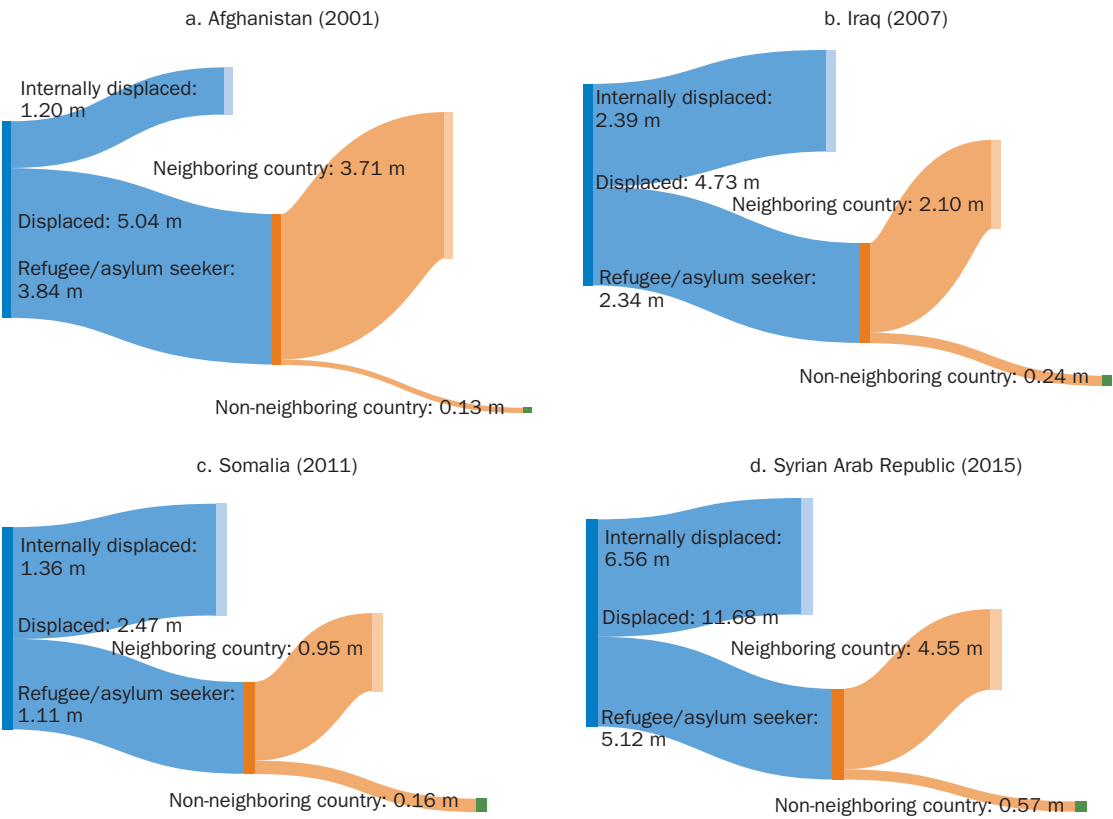 a. Afghanistan (2001)
Internally displaced:
1.20 m
Neighboring country: 3.71 m
Displaced: 5.04 m
Refugee/asylum seeker:
3.84 m
Non-neighboring country: 0.13 m
b. Iraq (2007)
Internally displaced:
2.39 m
Displaced: 4.73 m
Neighboring country: 2.10 m
Refugee/asylum seeker:
2.34 m
Non-neighboring country: 0.24 m
c. Somalia (2011)
Internally displaced:
1.36 m
Displaced: 2.47 m
Neighboring country: 0.95 m
Refugee/asylum seeker:
1.11 m
Non-neighboring country: 0.16 m
d. Syrian Arab Republic (2015)
Internally displaced:
6.56 m
Displaced: 11.68 m
Neighboring country: 4.55 m
Refugee/asylum seeker:
5.12 m
Non-neighboring country: 0.57 m